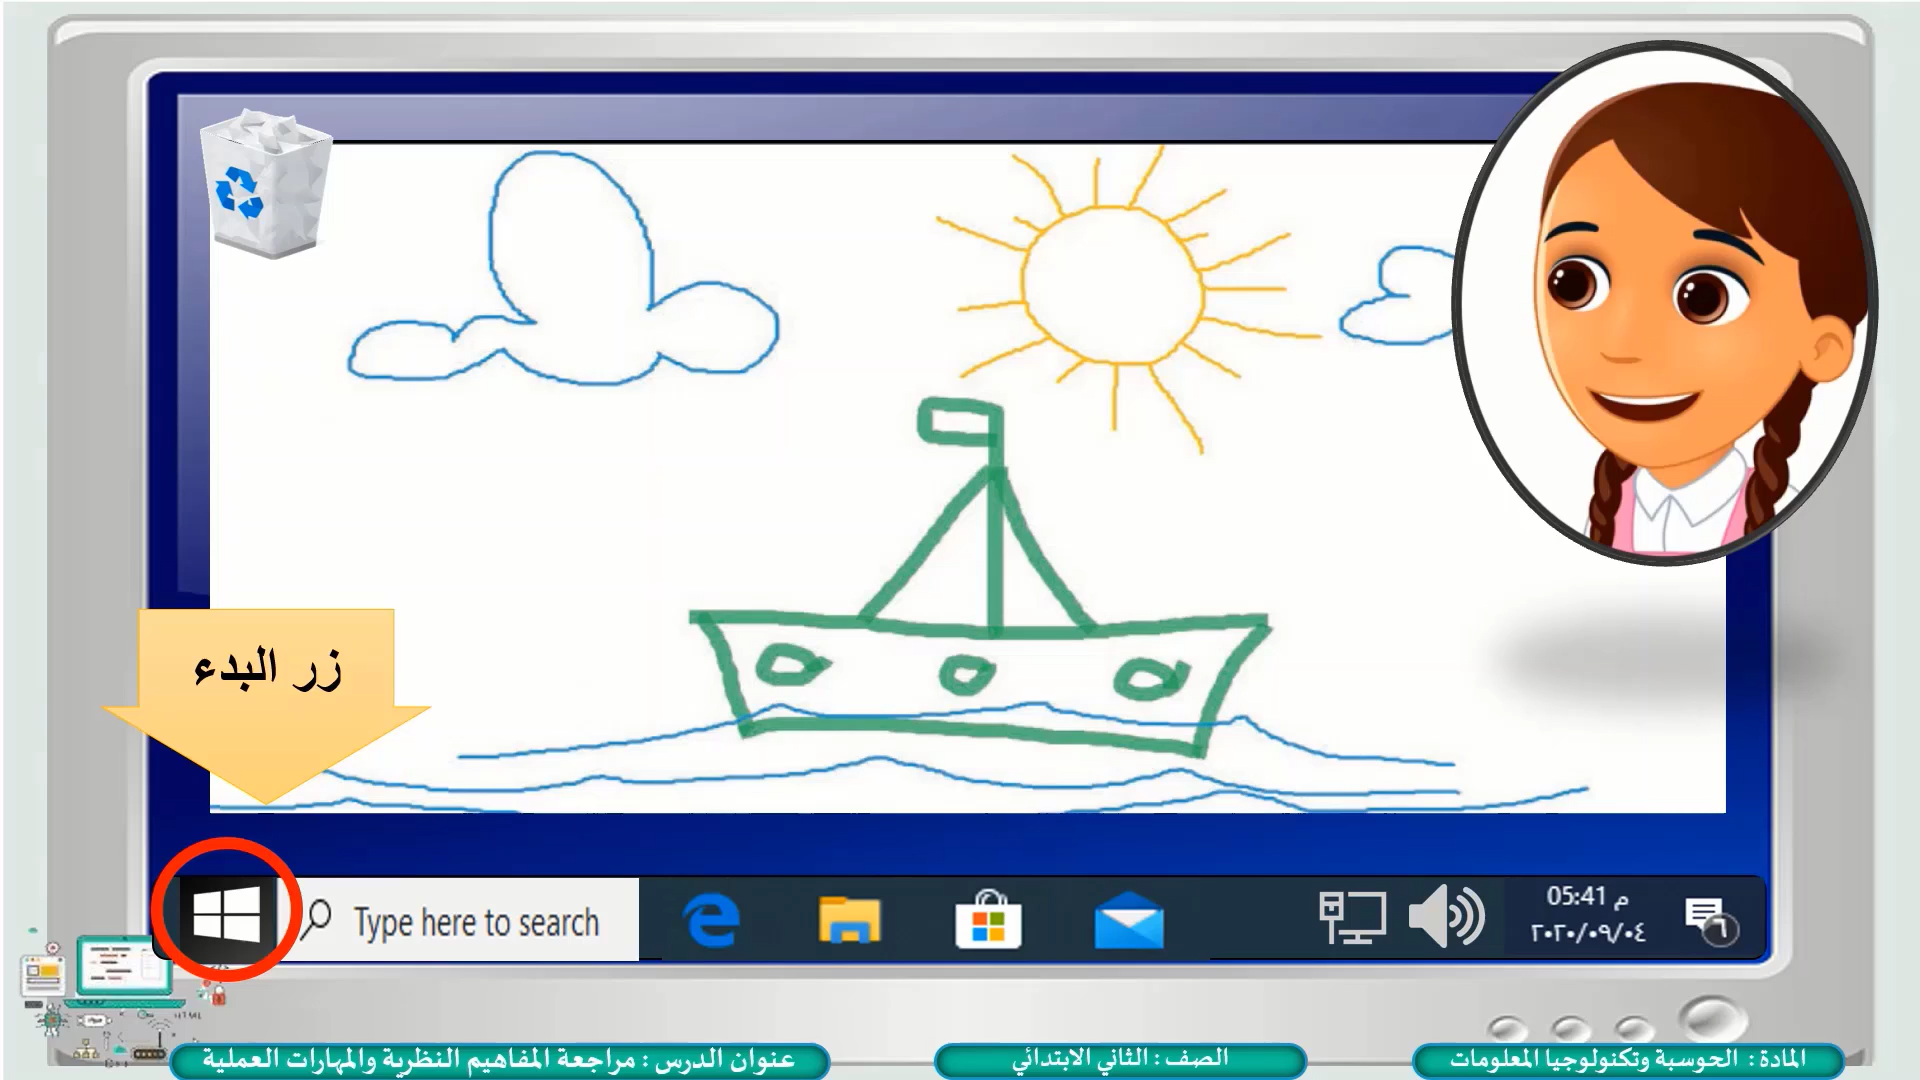 زر البدء
Type here to search
05:41 م
٢٠٢٠/٠٩/٠٤
٦
المادة : الحوسبة وتكنولوجيا المعلومات
الصف : الثاني الابتدائي
عنوان الدرس : مراجعة المفاهيم النظرية والمهارات العملية